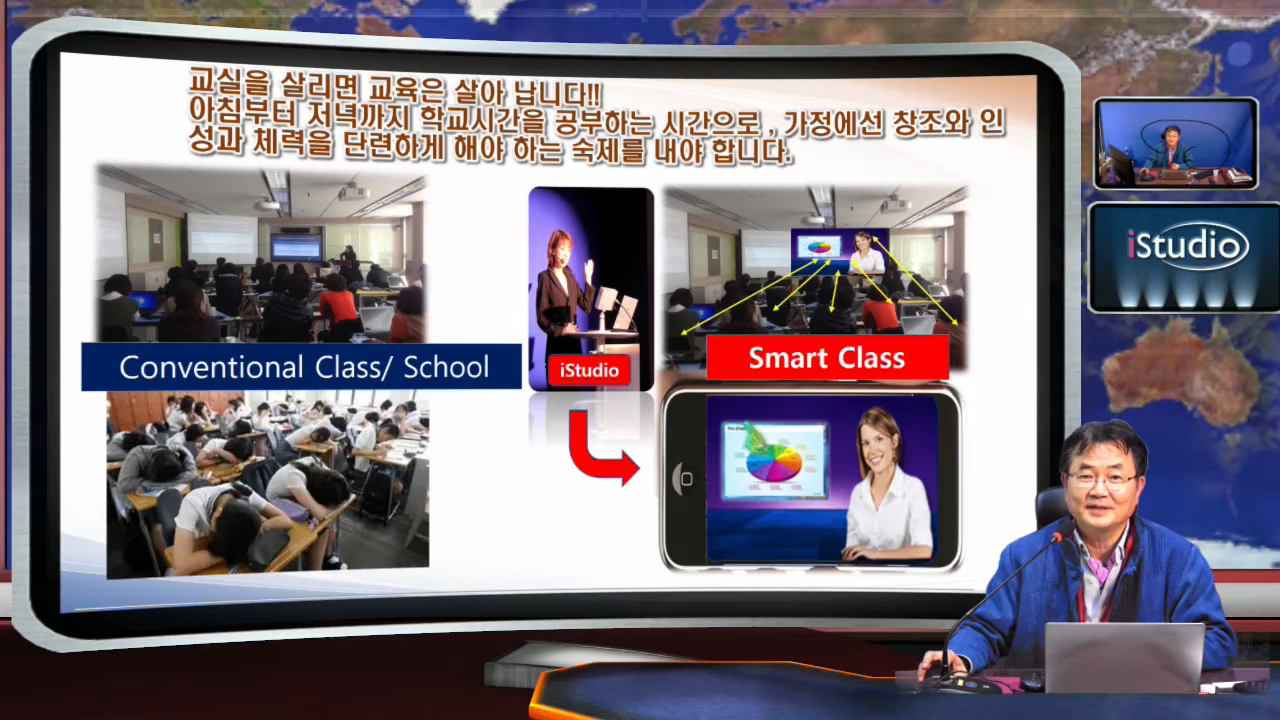 교실을 살리면 교육은 살아 납니다!!
아침부터 저녁까지 학교시간을 공부하는 시간으로 , 가정에선 창조와 인
성과 체력을 단련하게 해야 하는 숙제를 내야 합니다.
iStudio
Conventional Class/ School
iStudio
Smart Class